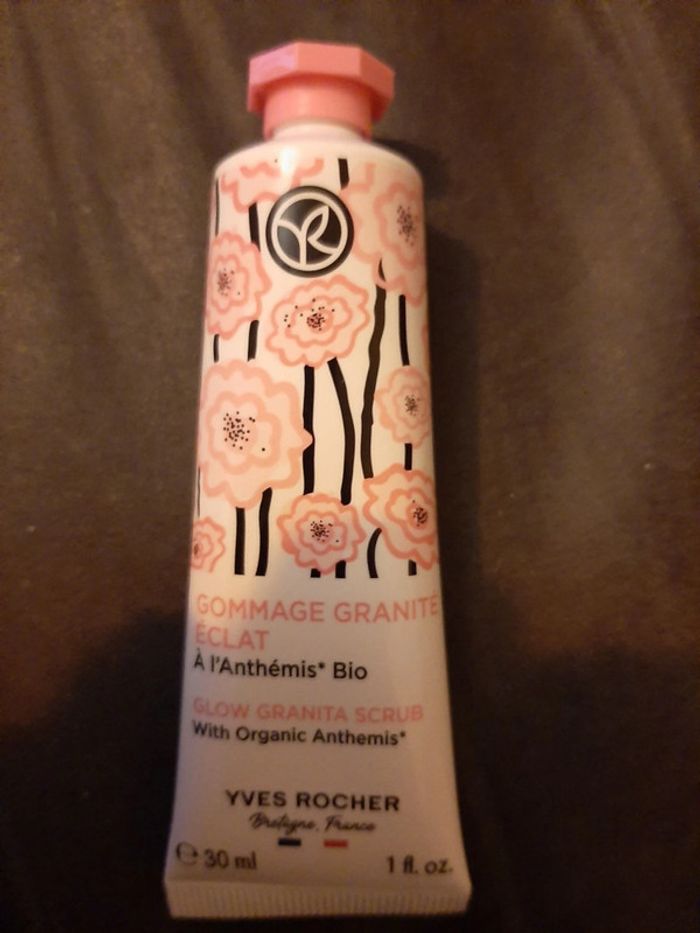 YR
GOMMAGE GRANITÉ
ÉCLAT
À l'Anthémis* Bio
GLOW GRANITA SCRUB
With Organic Anthemis*
YVES ROCHER
Bretagne, France
℮ 30 ml 1 fl. oz.